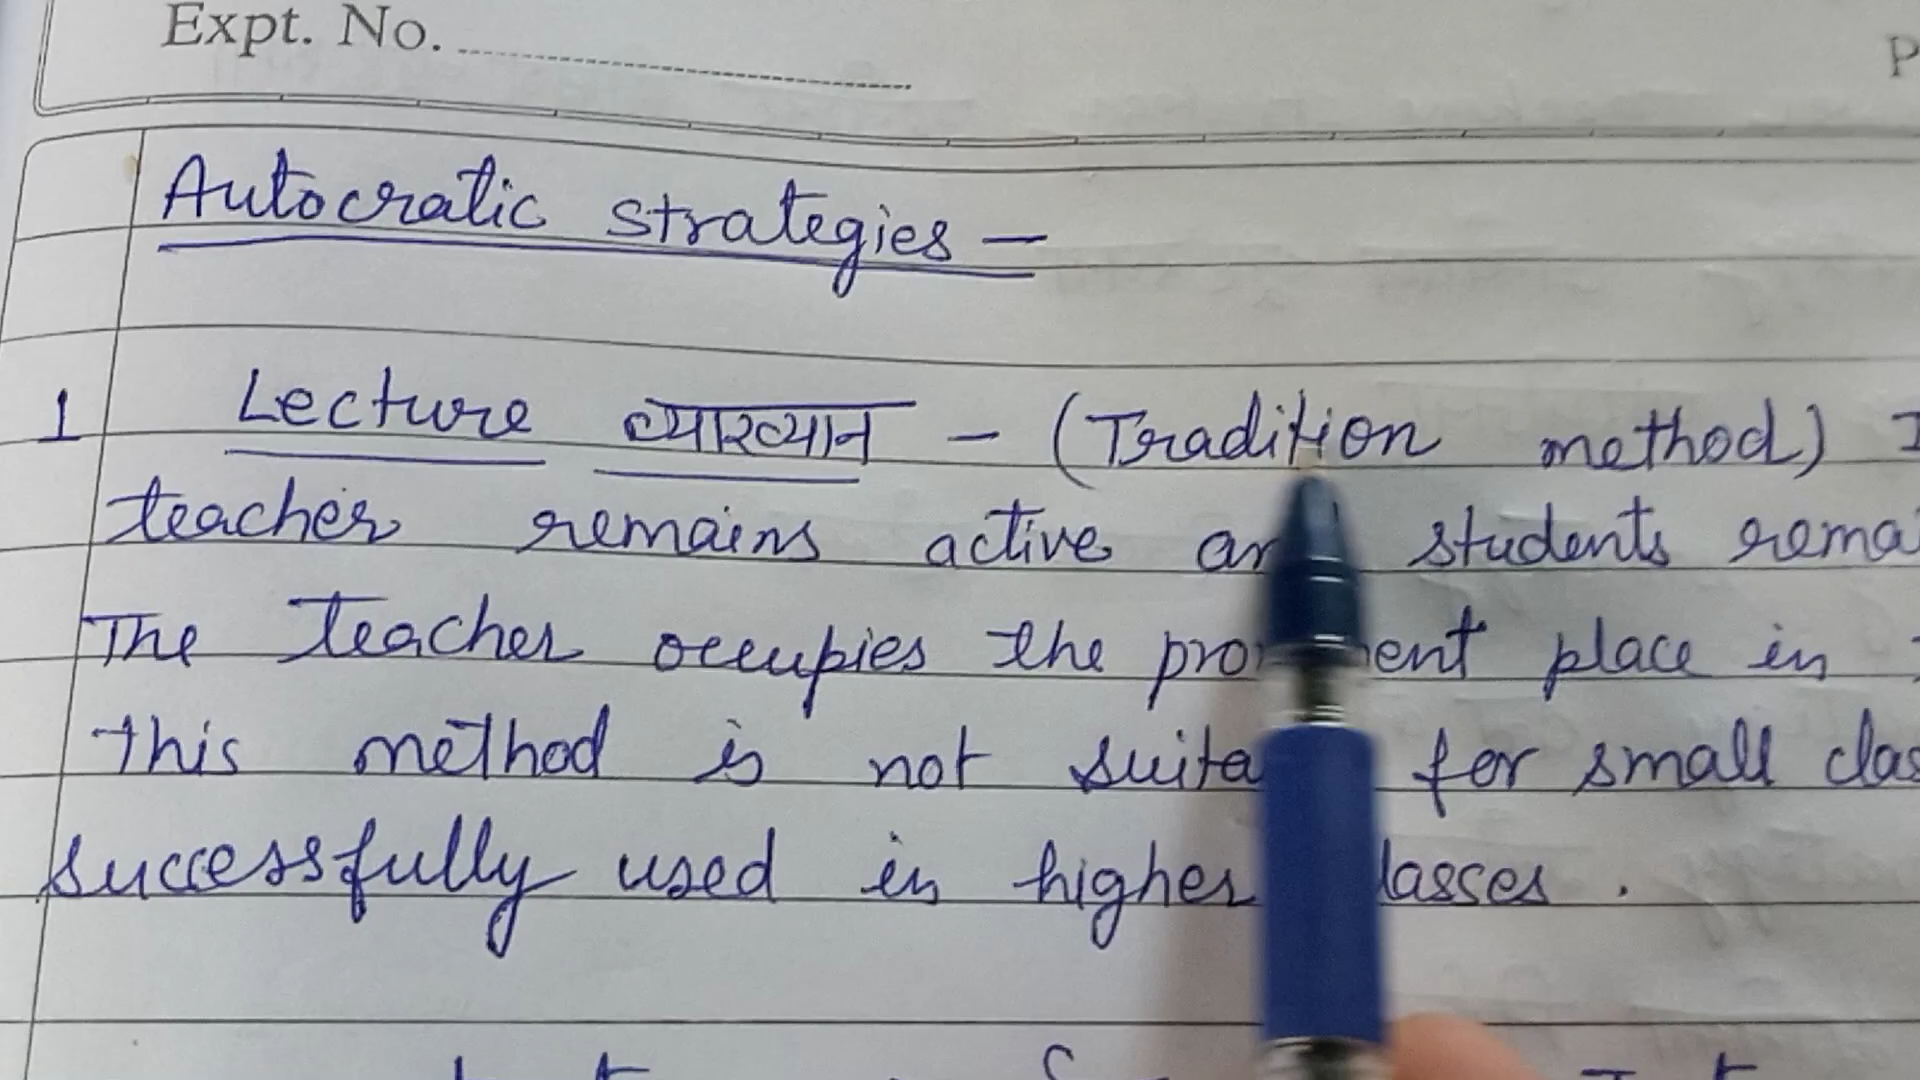 Expt. No.
Autocratic strategies –
1 Lecture व्याख्यान – (Tradition method)
teacher remains active students
The teacher occupies the place in
this method is not for small
successfully used in higher